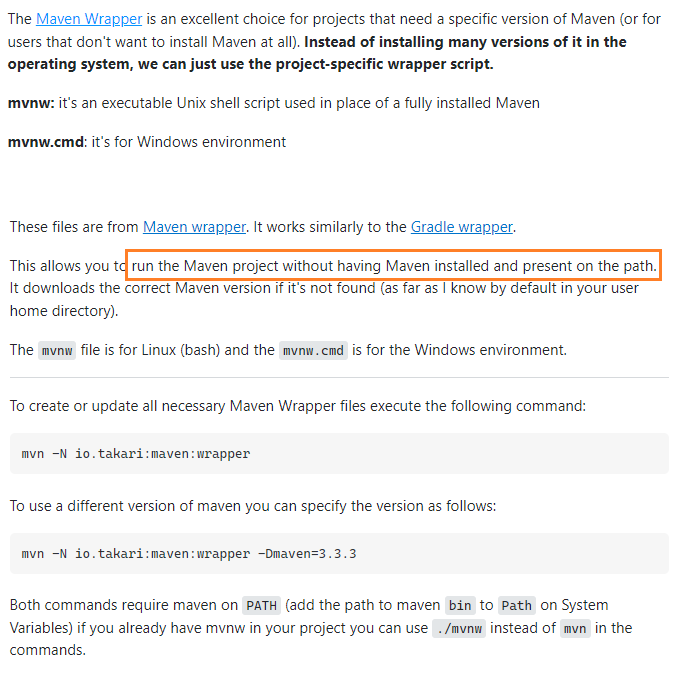 The Maven Wrapper is an excellent choice for projects that need a specific version of Maven (or for
users that don't want to install Maven at all). Instead of installing many versions of it in the
operating system, we can just use the project-specific wrapper script.
mvnw: it's an executable Unix shell script used in place of a fully installed Maven
mvnw.cmd: it's for Windows environment
These files are from Maven wrapper. It works similarly to the Gradle wrapper.
This allows you to run the Maven project without having Maven installed and present on the path.
It downloads the correct Maven version if it's not found (as far as I know by default in your user
home directory).
The mvnw file is for Linux (bash) and the mvnw.cmd is for the Windows environment.
To create or update all necessary Maven Wrapper files execute the following command:
mvn -N io.takari:maven:wrapper
To use a different version of maven you can specify the version as follows:
mvn -N io.takari:maven:wrapper -Dmaven=3.3.3
Both commands require maven on PATH (add the path to maven bin to Path on System
Variables) if you already have mvnw in your project you can use ./mvnw instead of mvn in the
commands.